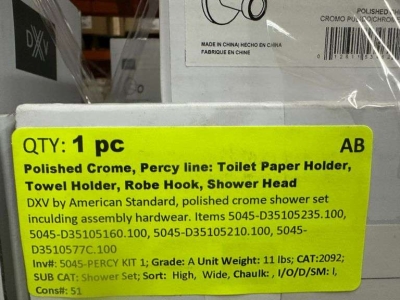 POLISHED
CROMO PULIDO/CHROME
MADE IN CHINA/ HECHO EN CHINA
FABRIQUE EN CHINE
DXV
QTY: 1 pc
AB
Polished Crome, Percy line: Toilet Paper Holder,
Towel Holder, Robe Hook, Shower Head
DXV by American Standard, polished crome shower set
inculding assembly hardware. Items 5045-D35105235.100,
5045-D35105160.100, 5045-D35105210.100, 5045-
D3510577C.100
Inv#: 5045-PERCY KIT 1; Grade: A Unit Weight: 11 lbs; CAT:2092;
SUB CAT: Shower Set; Sort: High, Wide, Chaulk: , I/O/D/SM: I,
Cons#: 51